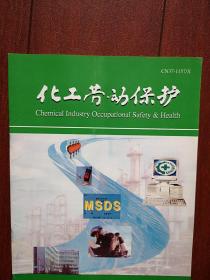 CN37-1157/X
化工劳动保护
Chemical Industry Occupational Safety & Health
MSDS